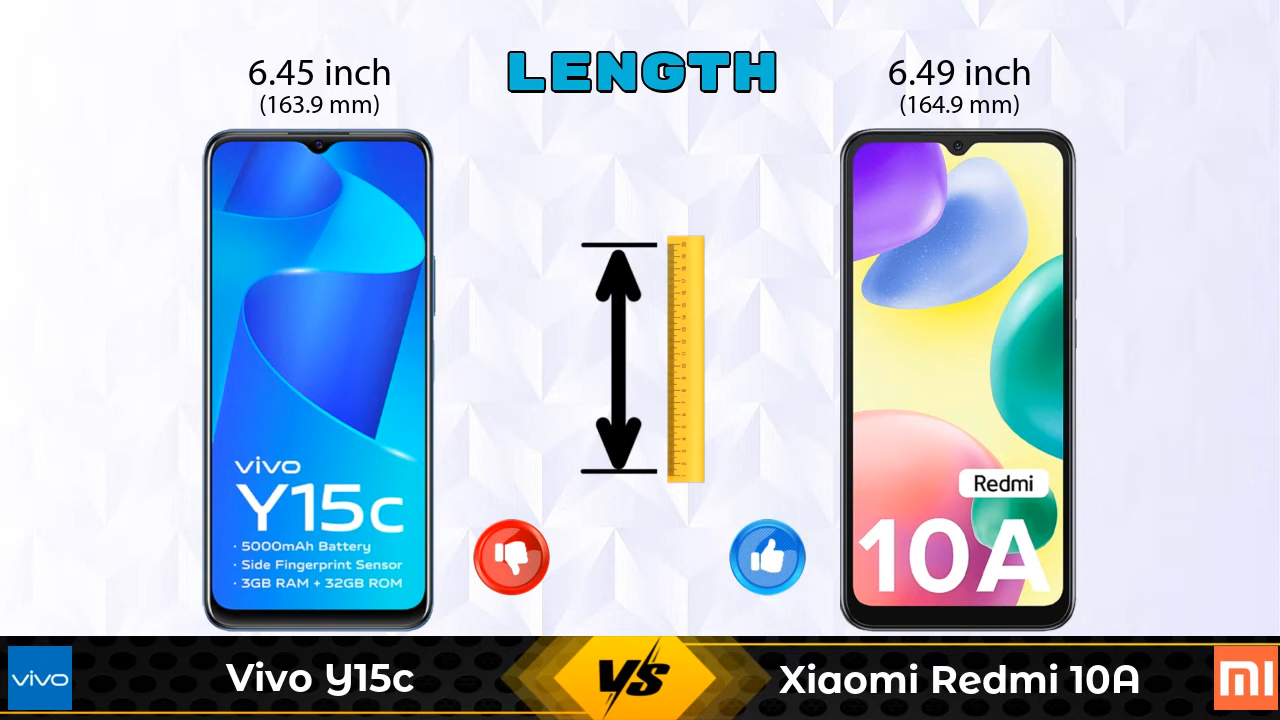 LENGTH
6.45 inch
(163.9 mm)
6.49 inch
(164.9 mm)
vivo
Y15c
· 5000mAh Battery
· Side Fingerprint Sensor
· 3GB RAM + 32GB ROM
Redmi
10A
vivo
Vivo Y15c
VS
Xiaomi Redmi 10A
MI